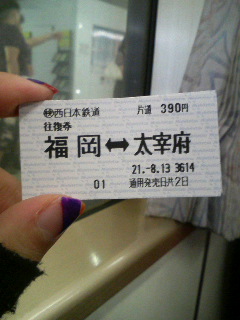 西日本鉄道 片道 390円
往復券
福岡↔太宰府
21.-8.13 3614
01 通用発売日共2日